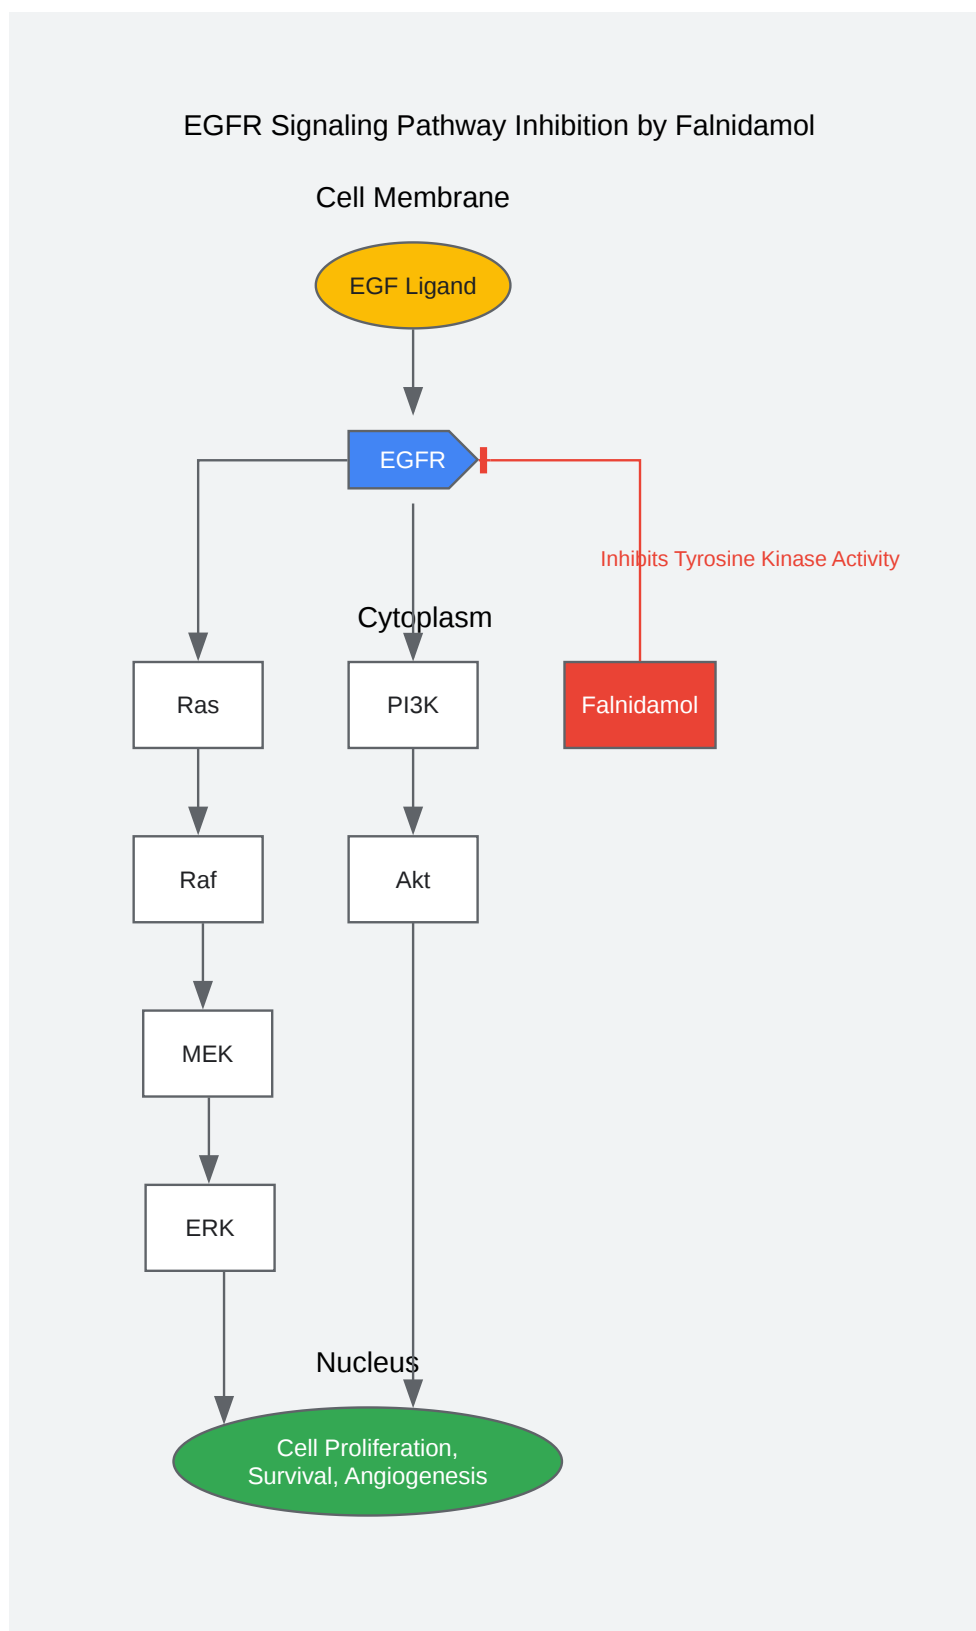 EGFR Signaling Pathway Inhibition by Falnidamol
Cell Membrane
EGF Ligand
EGFR
Inhibits Tyrosine Kinase Activity
Cytoplasm
Ras
PI3K
Falnidamol
Raf
Akt
MEK
ERK
Nucleus
Cell Proliferation,
Survival, Angiogenesis